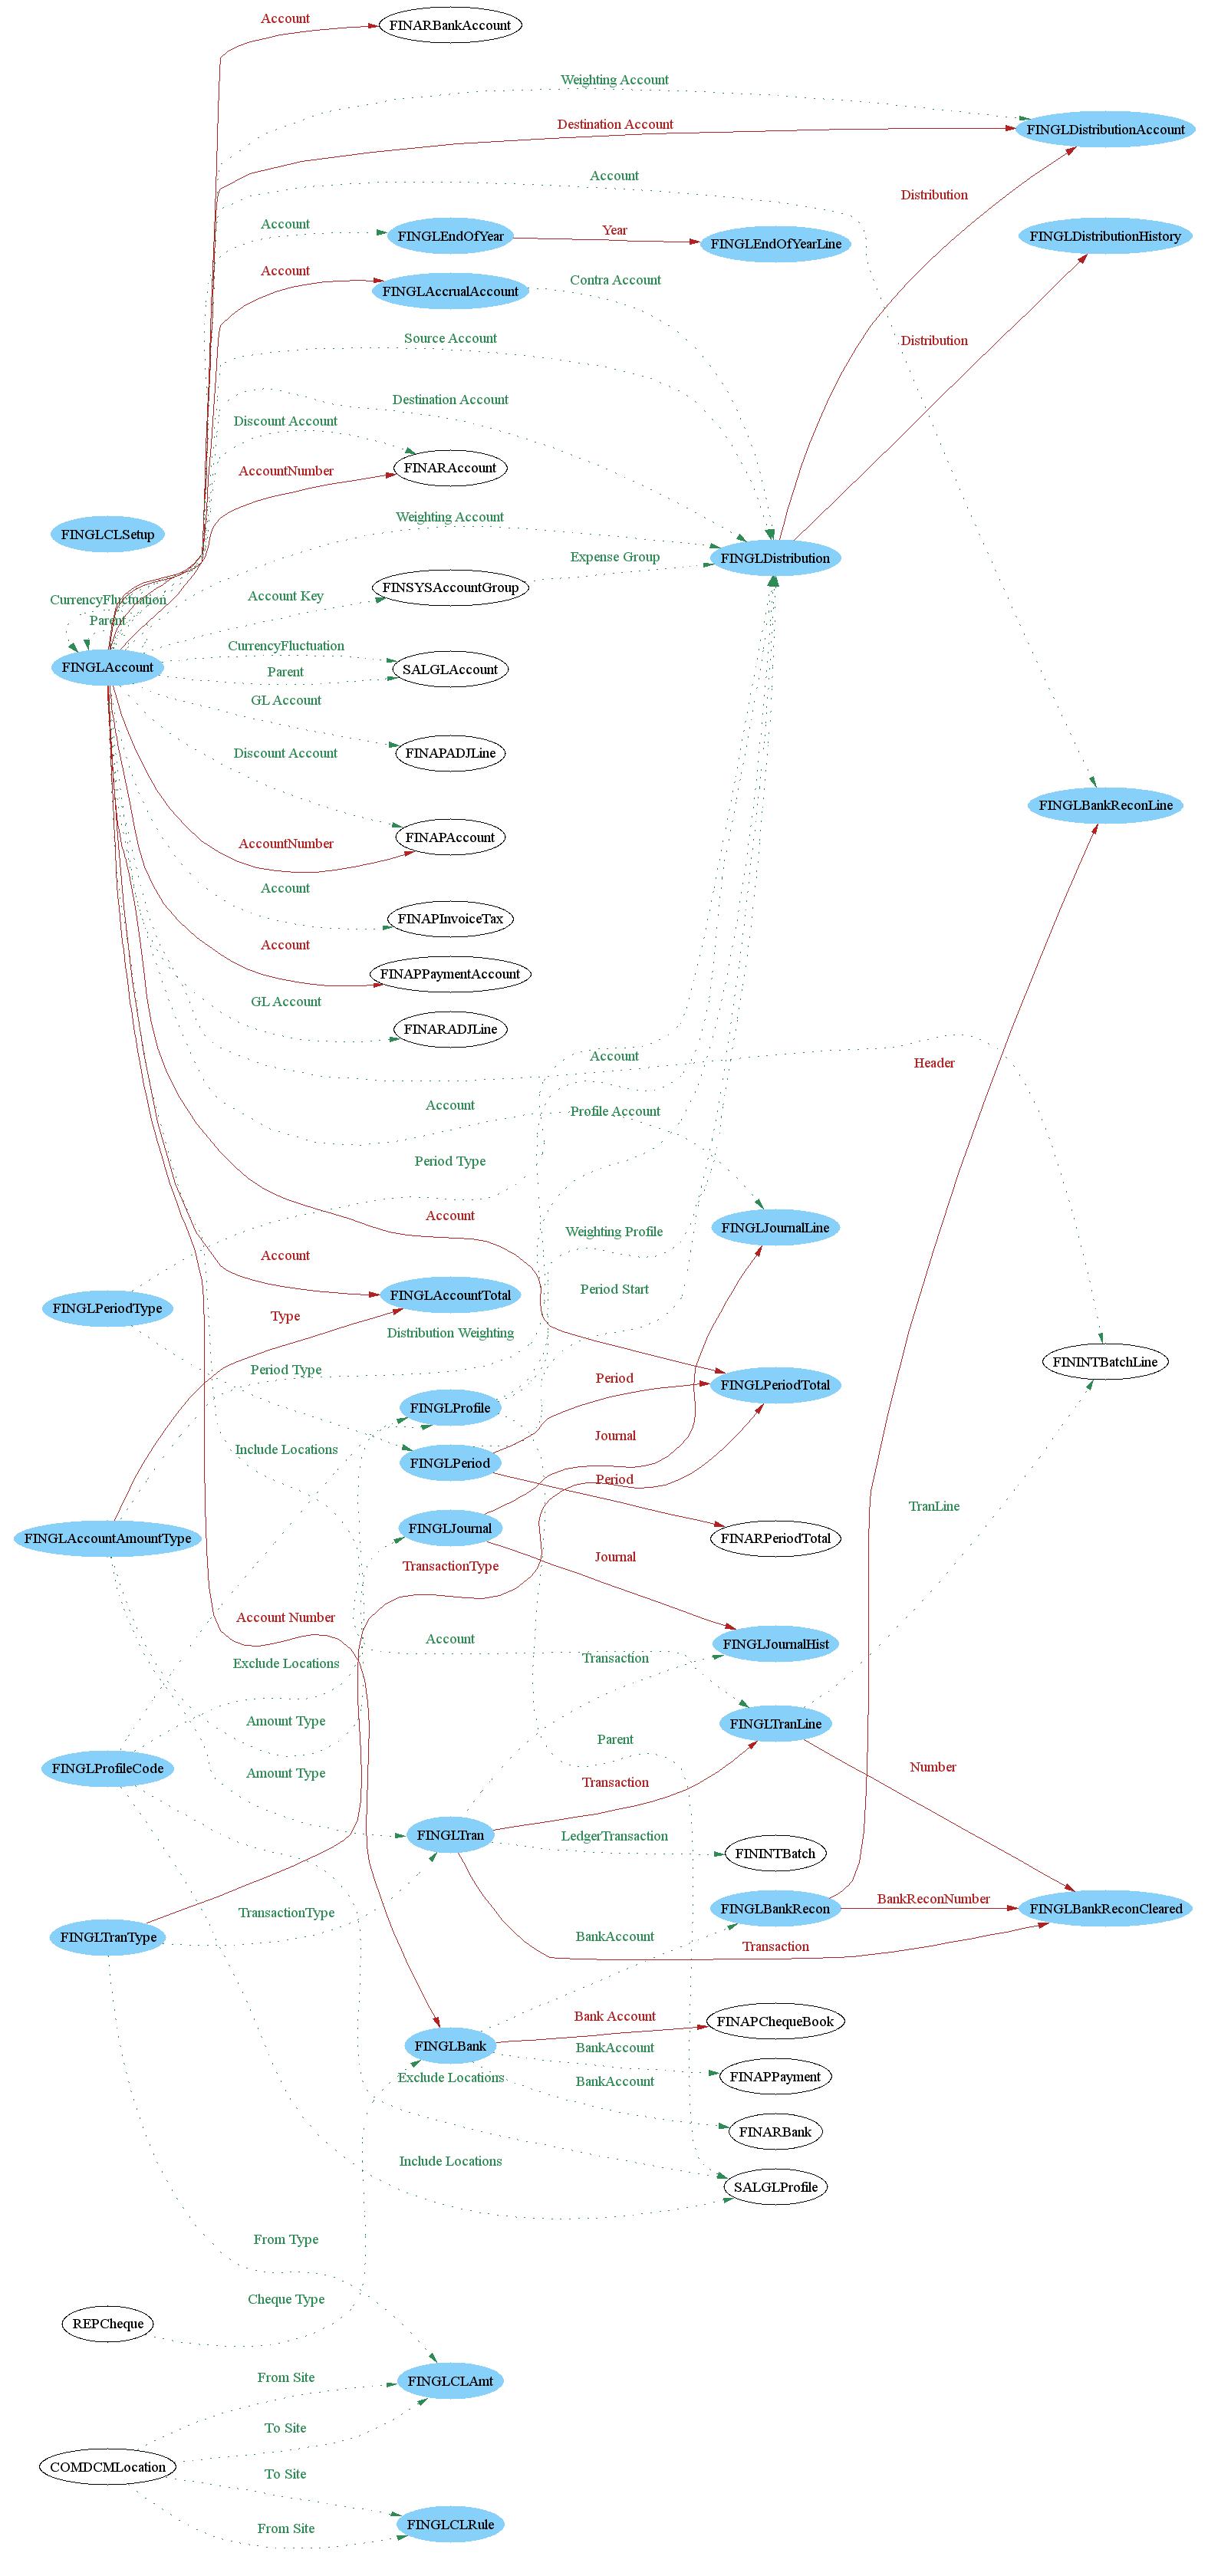 Account
FINARBankAccount
Weighting Account
Destination Account
FINGLDistributionAccount
Account
Distribution
Account
FINGLEndOfYear
Year
FINGLEndOfYearLine
FINGLDistributionHistory
Account
FINGLAccrualAccount
Contra Account
Source Account
Distribution
Destination Account
Discount Account
FINARAccount
AccountNumber
Weighting Account
FINGLCLSetup
Expense Group
FINGLDistribution
FINSYSAccountGroup
Account Key
CurrencyFluctuation
Parent
CurrencyFluctuation
FINGLAccount
Parent
SALGLAccount
GL Account
FINAPADJLine
Discount Account
FINGLBankReconLine
FINAPAccount
AccountNumber
Account
FINAPInvoiceTax
Account
FINAPPaymentAccount
GL Account
FINARADJLine
Account
Header
Account
Profile Account
Period Type
Account
FINGLJournalLine
Weighting Profile
Account
Period Start
FINGLAccountTotal
FINGLPeriodType
Type
Distribution Weighting
FININTBatchLine
Period Type
Period
FINGLPeriodTotal
FINGLProfile
Include Locations
Journal
FINGLPeriod
Period
TranLine
FINGLJournal
FINGLAccountAmountType
FINARPeriodTotal
TransactionType
Journal
Account Number
Account
FINGLJournalHist
Exclude Locations
Transaction
Amount Type
FINGLTranLine
Parent
FINGLProfileCode
Amount Type
Transaction
Number
FINGLTran
LedgerTransaction
FININTBatch
BankReconNumber
FINGLBankRecon
FINGLBankReconCleared
TransactionType
FINGLTranType
BankAccount
Transaction
Bank Account
FINAPChequeBook
FINGLBank
BankAccount
Exclude Locations
BankAccount
FINAPPayment
FINARBank
Include Locations
SALGLProfile
From Type
Cheque Type
REPCheque
From Site
FINGLCLAmt
To Site
COMDCMLocation
To Site
From Site
FINGLCLRule